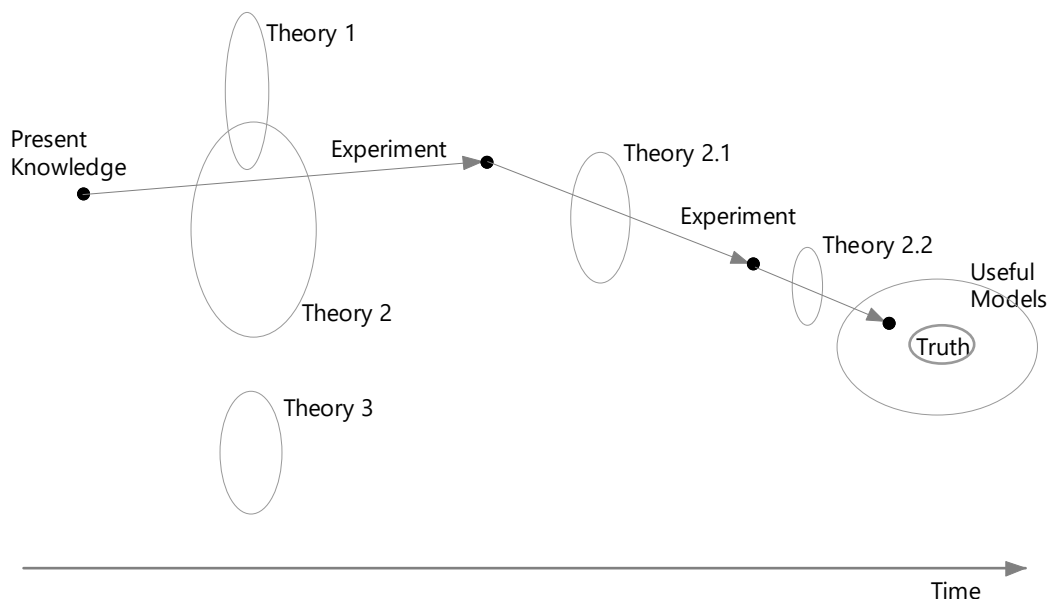 Theory 1
Present
Knowledge
Experiment
Theory 2.1
Experiment
Theory 2.2
Useful
Models
Theory 2
Truth
Theory 3
Time